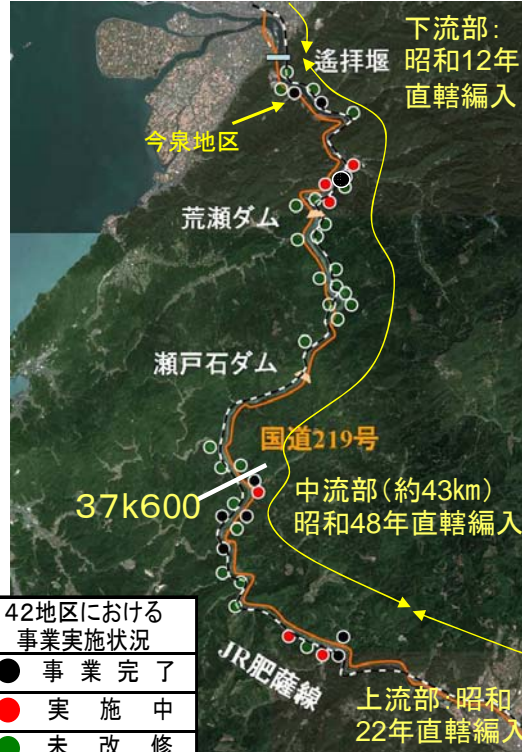 下流部:
昭和12年
直轄編入
遙拝堰
今泉地区
荒瀬ダム
瀬戸石ダム
国道219号
37k600
中流部(約43km)
昭和48年直轄編入
JR肥薩線
上流部:昭和
22年直轄編入
42地区における
事業実施状況
事業完了
実施中
未改修